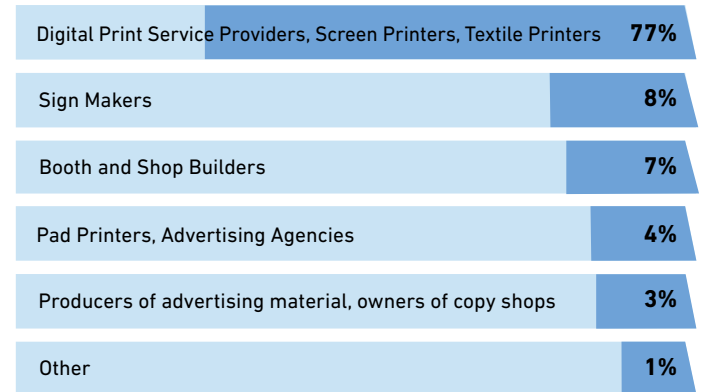 Digital Print Service Providers, Screen Printers, Textile Printers 77%
Sign Makers 8%
Booth and Shop Builders 7%
Pad Printers, Advertising Agencies 4%
Producers of advertising material, owners of copy shops 3%
Other 1%